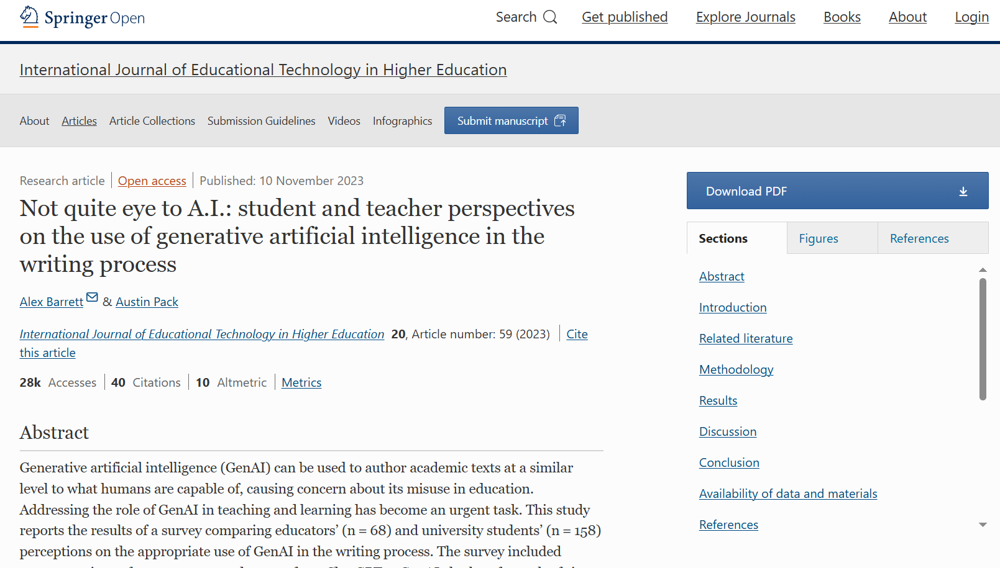 Springer Open
Search
Get published
Explore Journals
Books
About
Login
International Journal of Educational Technology in Higher Education
About
Articles
Article Collections
Submission Guidelines
Videos
Infographics
Submit manuscript
Research article
Open access
Published: 10 November 2023
Not quite eye to A.I.: student and teacher perspectives
on the use of generative artificial intelligence in the
writing process
Alex Barrett & Austin Pack
International Journal of Educational Technology in Higher Education 20, Article number: 59 (2023) Cite
this article
28k Accesses
40 Citations
10 Altmetric
Metrics
Abstract
Generative artificial intelligence (GenAI) can be used to author academic texts at a similar
level to what humans are capable of, causing concern about its misuse in education.
Addressing the role of GenAI in teaching and learning has become an urgent task. This study
reports the results of a survey comparing educators’ (n = 68) and university students’ (n = 158)
perceptions on the appropriate use of GenAI in the writing process. The survey included
Download PDF
Sections
Figures
References
Abstract
Introduction
Related literature
Methodology
Results
Discussion
Conclusion
Availability of data and materials
References